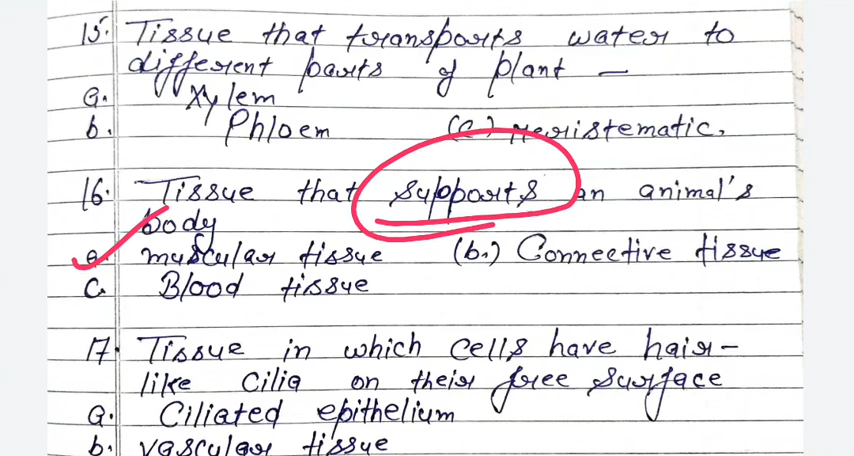 15. Tissue that transports water to
different parts of plant —
a. Xylem
b. Phloem (c) Meristematic.
16. Tissue that supports an animal's
body
a. muscular tissue (b.) Connective tissue
c. Blood tissue
17. Tissue in which cells have hair-
like cilia on their free surface
a. Ciliated epithelium
b. vascular tissue